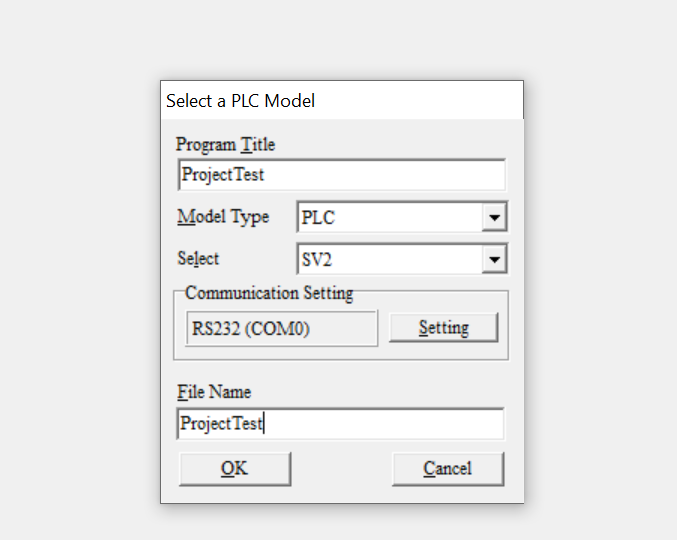 Select a PLC Model
Program Title
ProjectTest
Model Type PLC
Select SV2
Communication Setting
RS232 (COM0) Setting
File Name
ProjectTest
OK Cancel